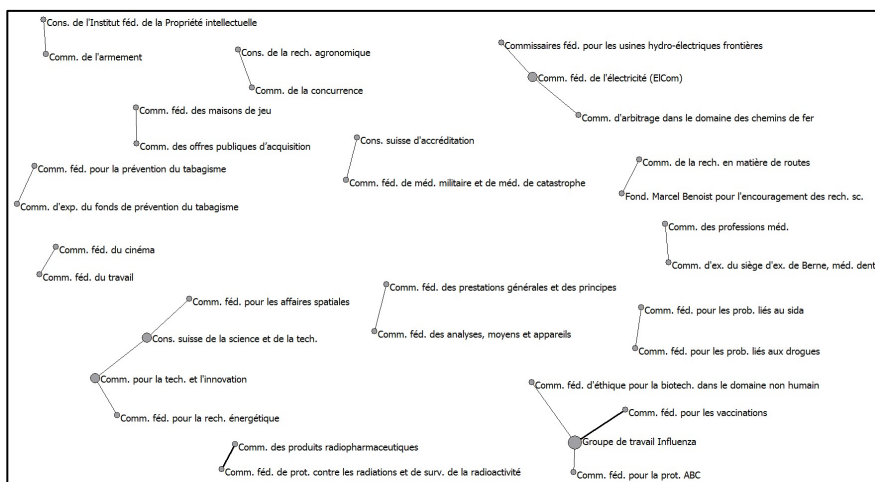 Cons. de l'Institut féd. de la Propriété intellectuelle
Comm. de l'armement
Cons. de la rech. agronomique
Comm. de la concurrence
Commissaires féd. pour les usines hydro-électriques frontières
Comm. féd. de l'électricité (ElCom)
Comm. d'arbitrage dans le domaine des chemins de fer
Comm. féd. des maisons de jeu
Comm. des offres publiques d'acquisition
Cons. suisse d'accréditation
Comm. féd. de méd. militaire et de méd. de catastrophe
Comm. de la rech. en matière de routes
Fond. Marcel Benoist pour l'encouragement des rech. sc.
Comm. féd. pour la prévention du tabagisme
Comm. d'exp. du fonds de prévention du tabagisme
Comm. des professions méd.
Comm. d'ex. du siège d'ex. de Berne, méd. dent
Comm. féd. du cinéma
Comm. féd. du travail
Comm. féd. pour les affaires spatiales
Cons. suisse de la science et de la tech.
Comm. pour la tech. et l'innovation
Comm. féd. pour la rech. énergétique
Comm. féd. des prestations générales et des principes
Comm. féd. des analyses, moyens et appareils
Comm. féd. pour les prob. liés au sida
Comm. féd. pour les prob. liés aux drogues
Comm. féd. d'éthique pour la biotech. dans le domaine non humain
Comm. féd. pour les vaccinations
Groupe de travail Influenza
Comm. féd. pour la prot. ABC
Comm. des produits radiopharmaceutiques
Comm. féd. de prot. contre les radiations et de surv. de la radioactivité